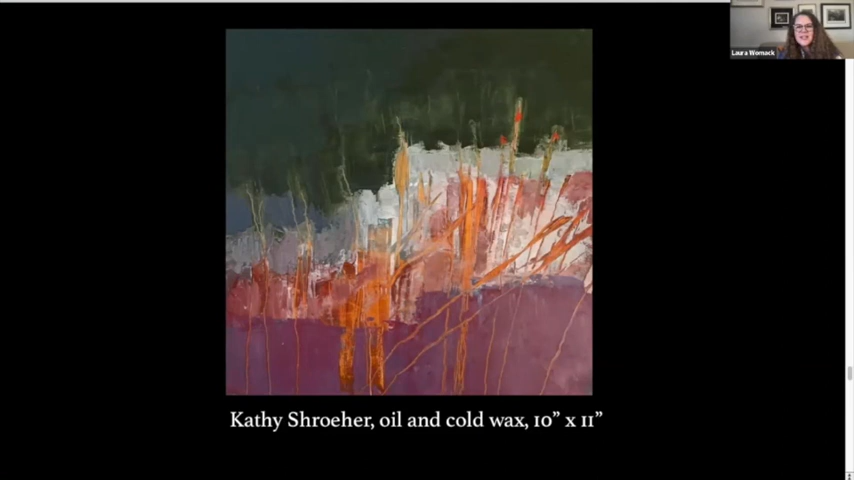 Laura Womack
Kathy Shroeher, oil and cold wax, 10” x 11”